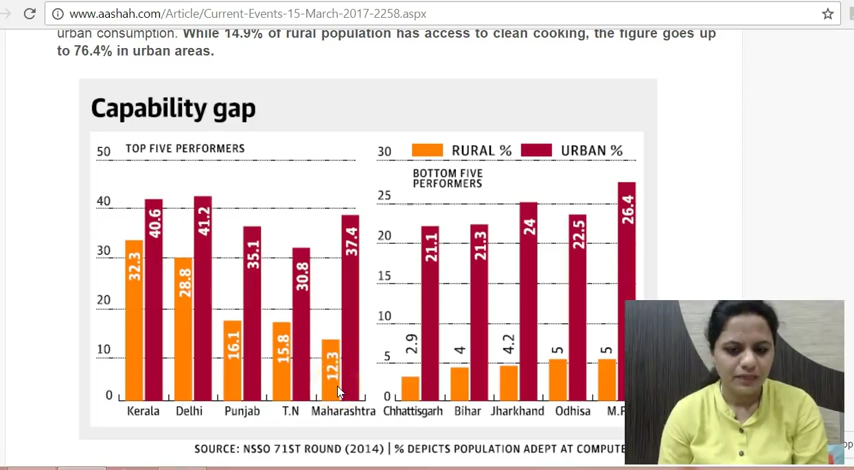 www.aashah.com/Article/Current-Events-15-March-2017-2258.aspx
urban consumption. While 14.9% of rural population has access to clean cooking, the figure goes up
to 76.4% in urban areas.
Capability gap
50 TOP FIVE PERFORMERS
40
30
20
10
0
32.3 40.6
28.8 41.2
16.1 35.1
15.8 30.8
12.3 37.4
Kerala Delhi Punjab T.N Maharashtra
RURAL % URBAN %
BOTTOM FIVE
PERFORMERS
30
25
20
15
10
5
0
2.9 21.1
4 21.3
4.2 24
5 22.5
5 26.4
Chhattisgarh Bihar Jharkhand Odhisa
SOURCE: NSSO 71ST ROUND (2014) | % DEPICTS POPULATION ADEPT AT